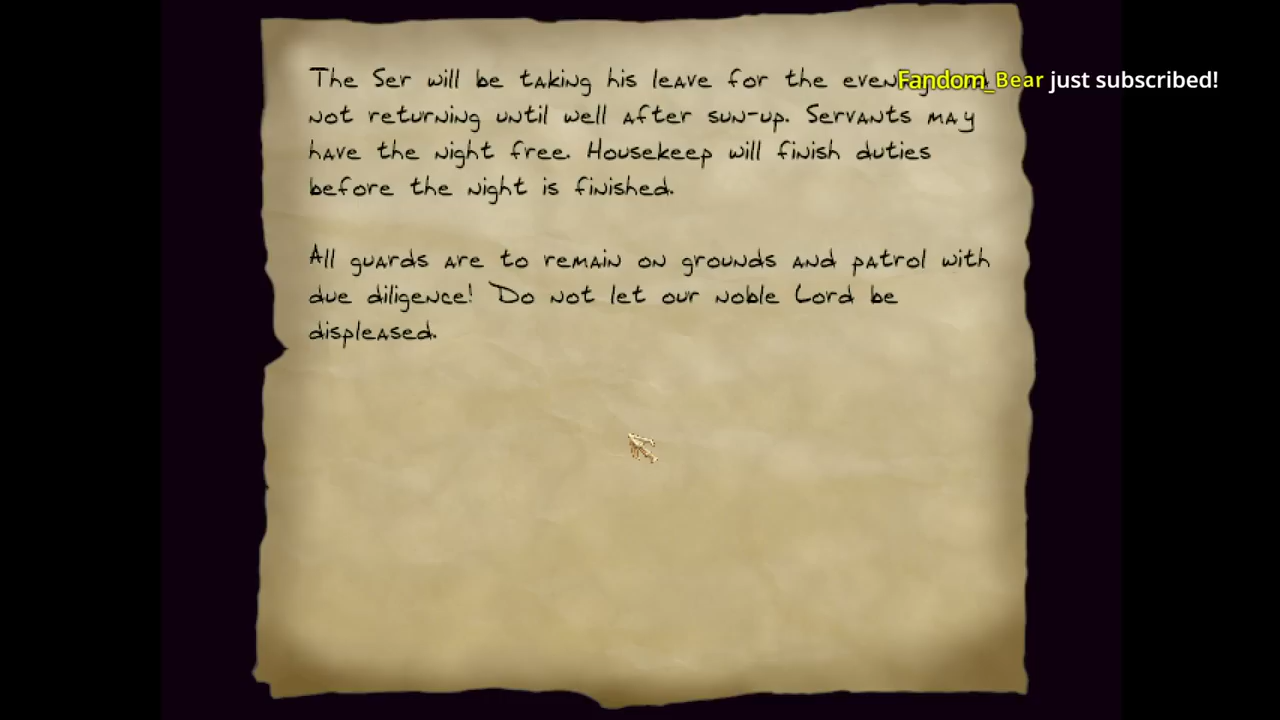 The Ser will be taking his leave for the
Fandom_Bear just subscribed!
not returning until well after sun-up. Servants may
have the night free. Housekeep will finish duties
before the night is finished.
All guards are to remain on grounds and patrol with
due diligence! Do not let our noble Lord be
displeased.